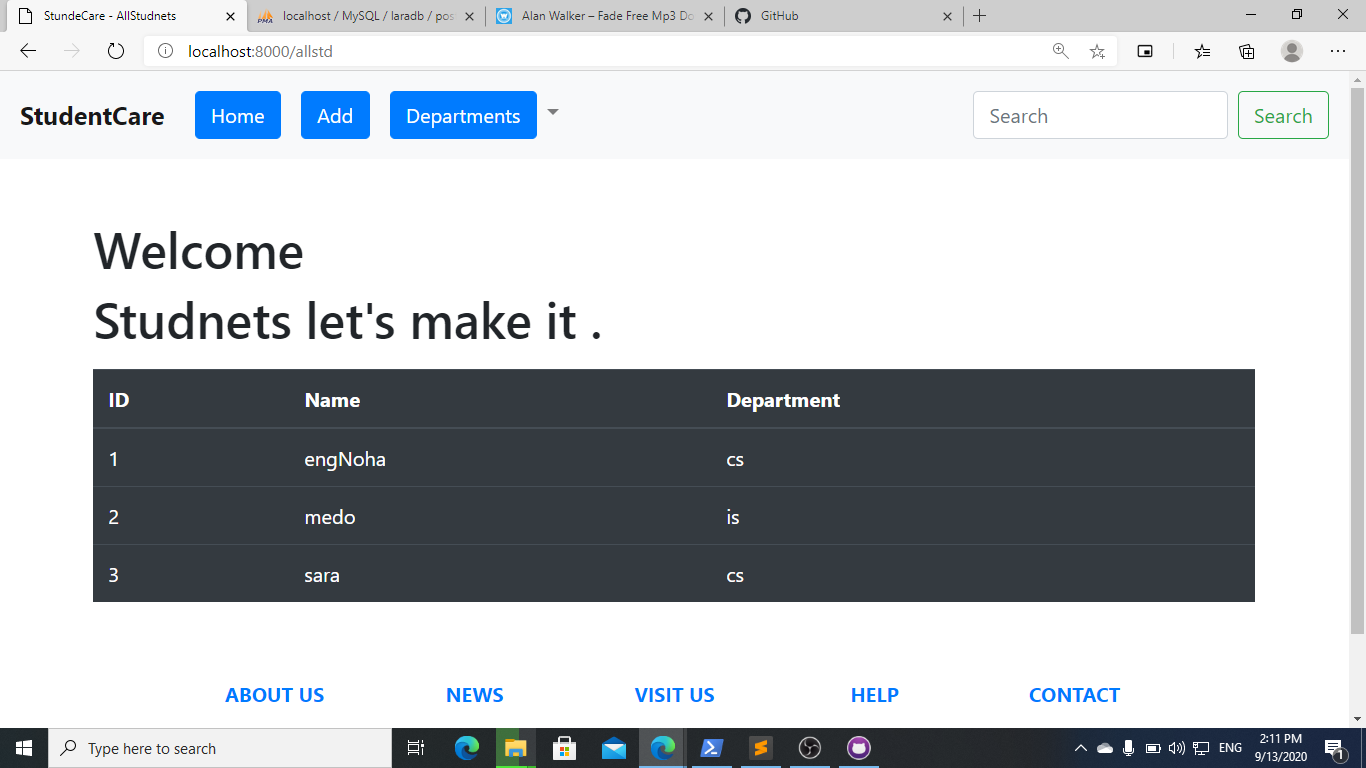 StundeCare - AllStudnets
localhost / MySQL / laradb / pos
Alan Walker – Fade Free Mp3 Do
GitHub
localhost:8000/allstd
StudentCare Home Add Departments Search Search
Welcome
Studnets let's make it .
ID Name Department
1 engNoha cs
2 medo is
3 sara cs
ABOUT US NEWS VISIT US HELP CONTACT
Type here to search
ENG
2:11 PM
9/13/2020
1